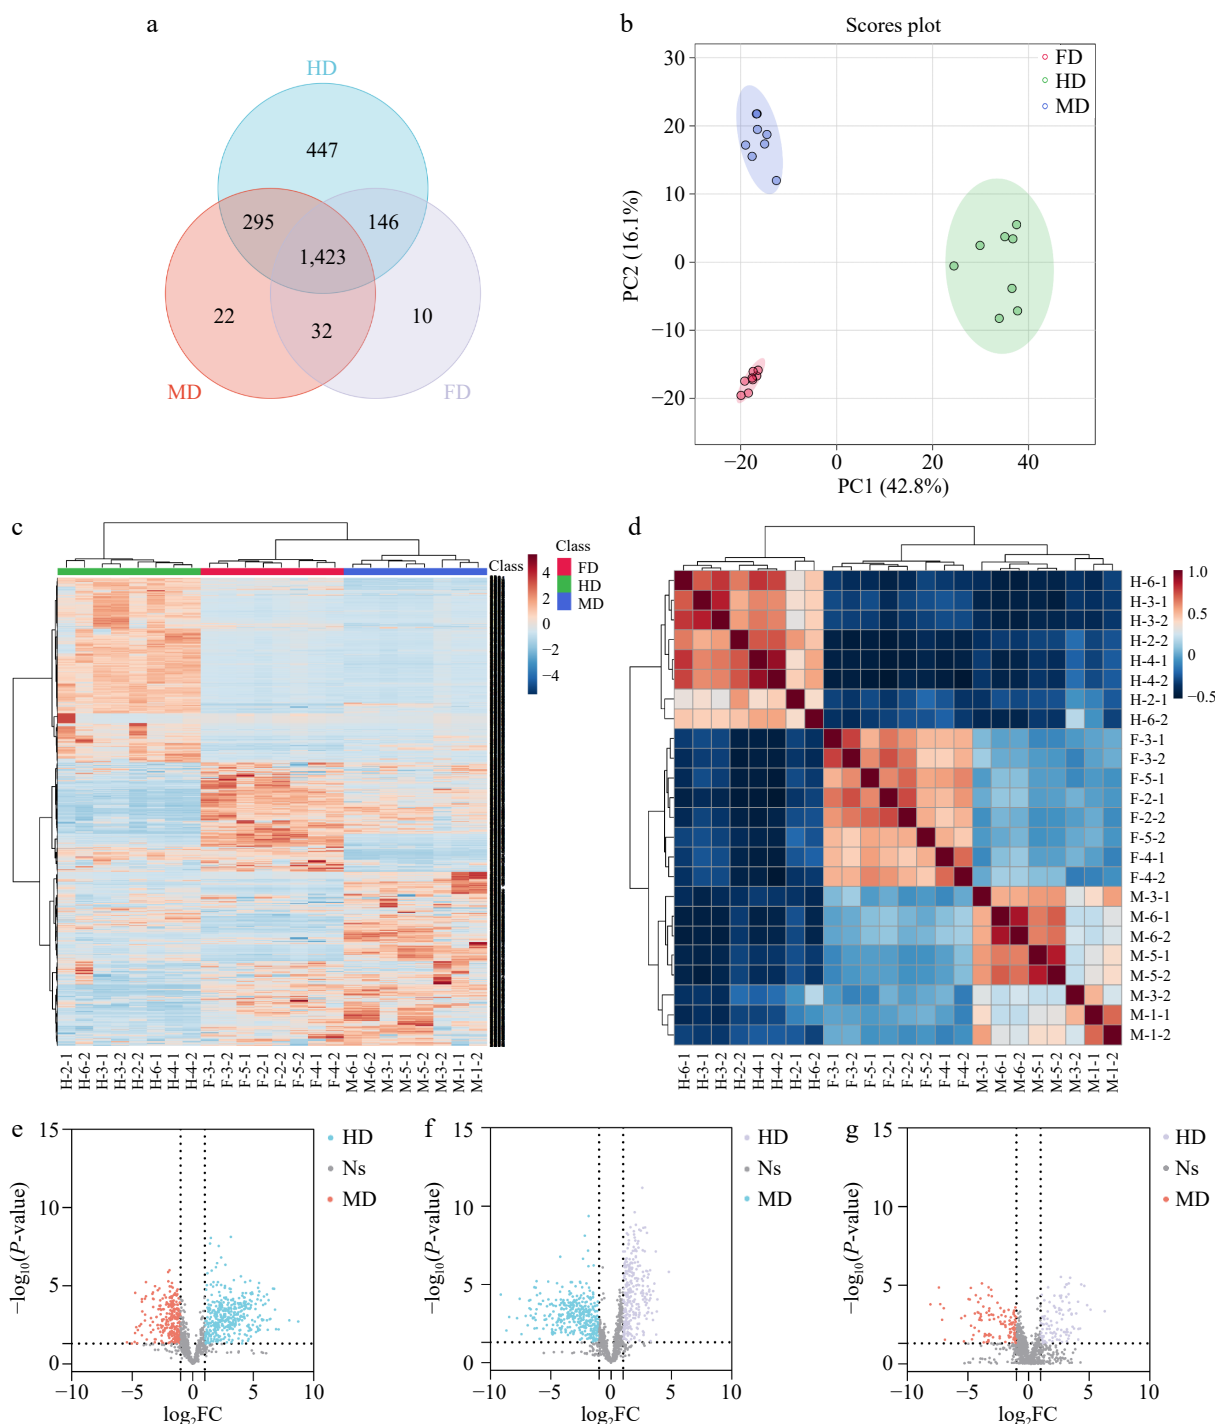 a
HD
447
295
146
1,423
22
32
10
MD
FD
b
Scores plot
FD
HD
MD
30
20
10
0
−10
−20
PC2 (16.1%)
−20
0
20
40
PC1 (42.8%)
c
Class
4
2
0
−2
−4
Class
FD
HD
MD
H-2-1
H-6-2
H-3-1
H-3-2
H-2-2
H-6-1
H-4-1
H-4-2
F-3-1
F-3-2
F-5-1
F-2-1
F-2-2
F-5-2
F-4-1
F-4-2
M-6-1
M-6-2
M-3-1
M-5-1
M-5-2
M-3-2
M-1-1
M-1-2
d
1.0
0.5
0
−0.5
H-6-1
H-3-1
H-3-2
H-2-2
H-4-1
H-4-2
H-2-1
H-6-2
F-3-1
F-3-2
F-5-1
F-2-1
F-2-2
F-5-2
F-4-1
F-4-2
M-3-1
M-6-1
M-6-2
M-5-1
M-5-2
M-3-2
M-1-1
M-1-2
H-6-1
H-3-1
H-3-2
H-2-2
H-4-1
H-4-2
H-2-1
H-6-2
F-3-1
F-3-2
F-5-1
F-2-1
F-2-2
F-5-2
F-4-1
F-4-2
M-3-1
M-6-1
M-6-2
M-5-1
M-5-2
M-3-2
M-1-1
M-1-2
e
15
10
5
0
−log₁₀(P-value)
−10
−5
0
5
10
log₂FC
HD
Ns
MD
f
15
10
5
0
−log₁₀(P-value)
−10
−5
0
5
10
log₂FC
HD
Ns
MD
g
15
10
5
0
−log₁₀(P-value)
−10
−5
0
5
10
log₂FC
HD
Ns
MD